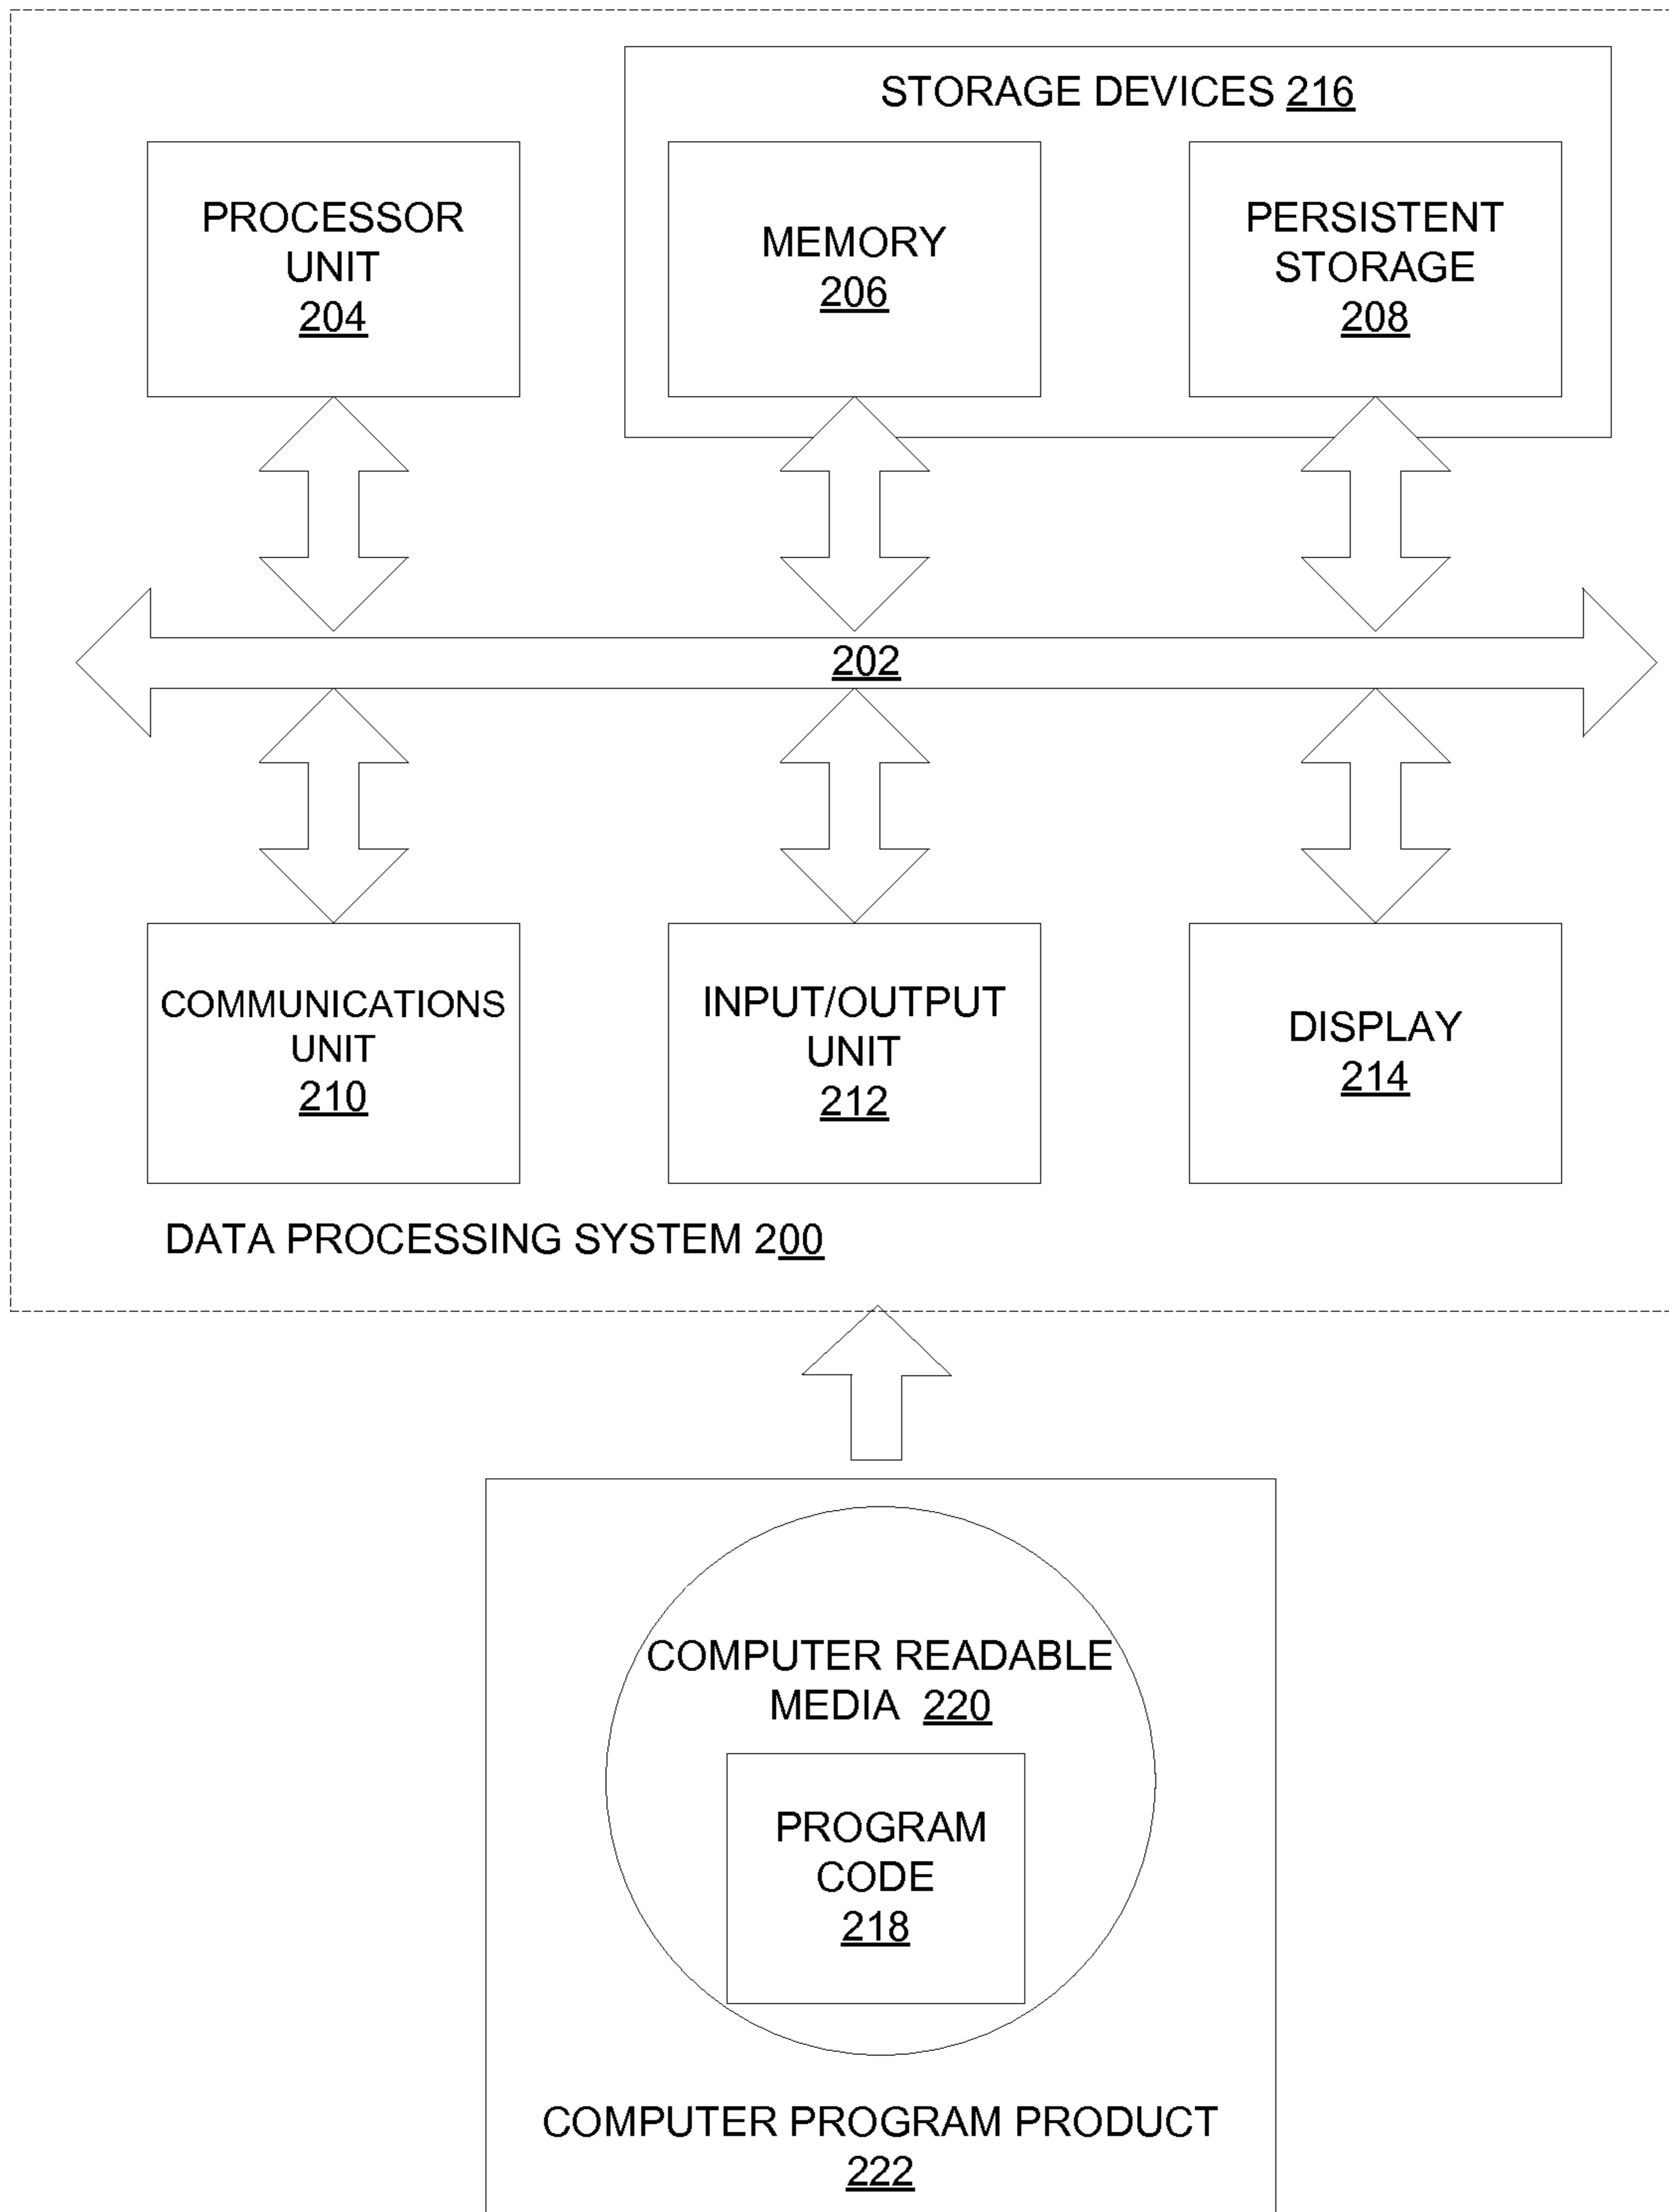 STORAGE DEVICES 216
PROCESSOR
UNIT
204
MEMORY
206
PERSISTENT
STORAGE
208
202
COMMUNICATIONS
UNIT
210
INPUT/OUTPUT
UNIT
212
DISPLAY
214
DATA PROCESSING SYSTEM 200
COMPUTER READABLE
MEDIA 220
PROGRAM
CODE
218
COMPUTER PROGRAM PRODUCT
222